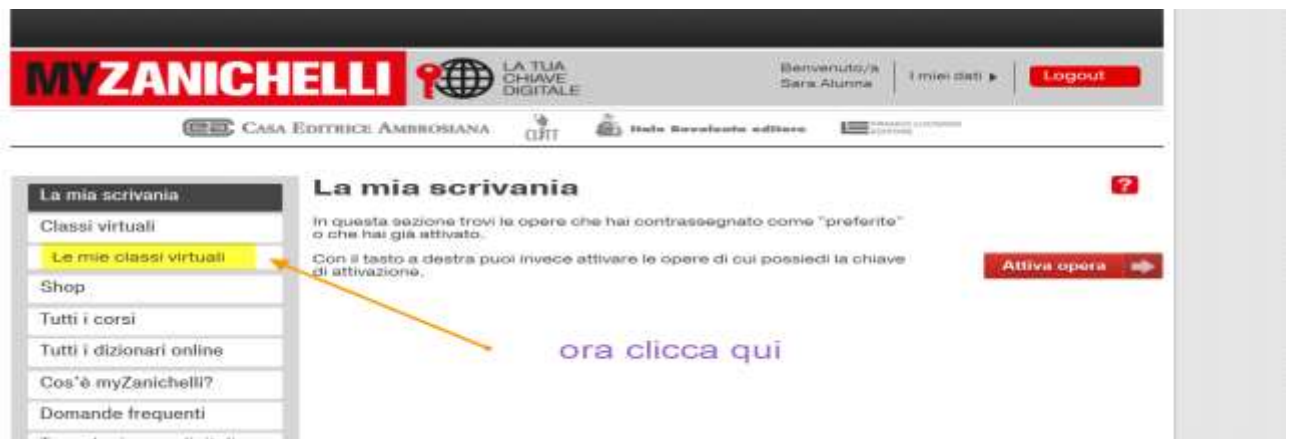 MYZANICHELLI
LA TUA
CHIAVE
DIGITALE
Benvenuto/a
Sara Alunna
I miei dati
Logout
CASA EDITRICE AMBROSIANA
Italo Bovolenta editore
La mia scrivania
Classi virtuali
Le mie classi virtuali
Shop
Tutti i corsi
Tutti i dizionari online
Cos'è myZanichelli?
Domande frequenti
La mia scrivania
?
In questa sezione trovi le opere che hai contrassegnato come "preferite"
o che hai già attivato.
Con il tasto a destra puoi invece attivare le opere di cui possiedi la chiave
di attivazione.
Attiva opera
ora clicca qui